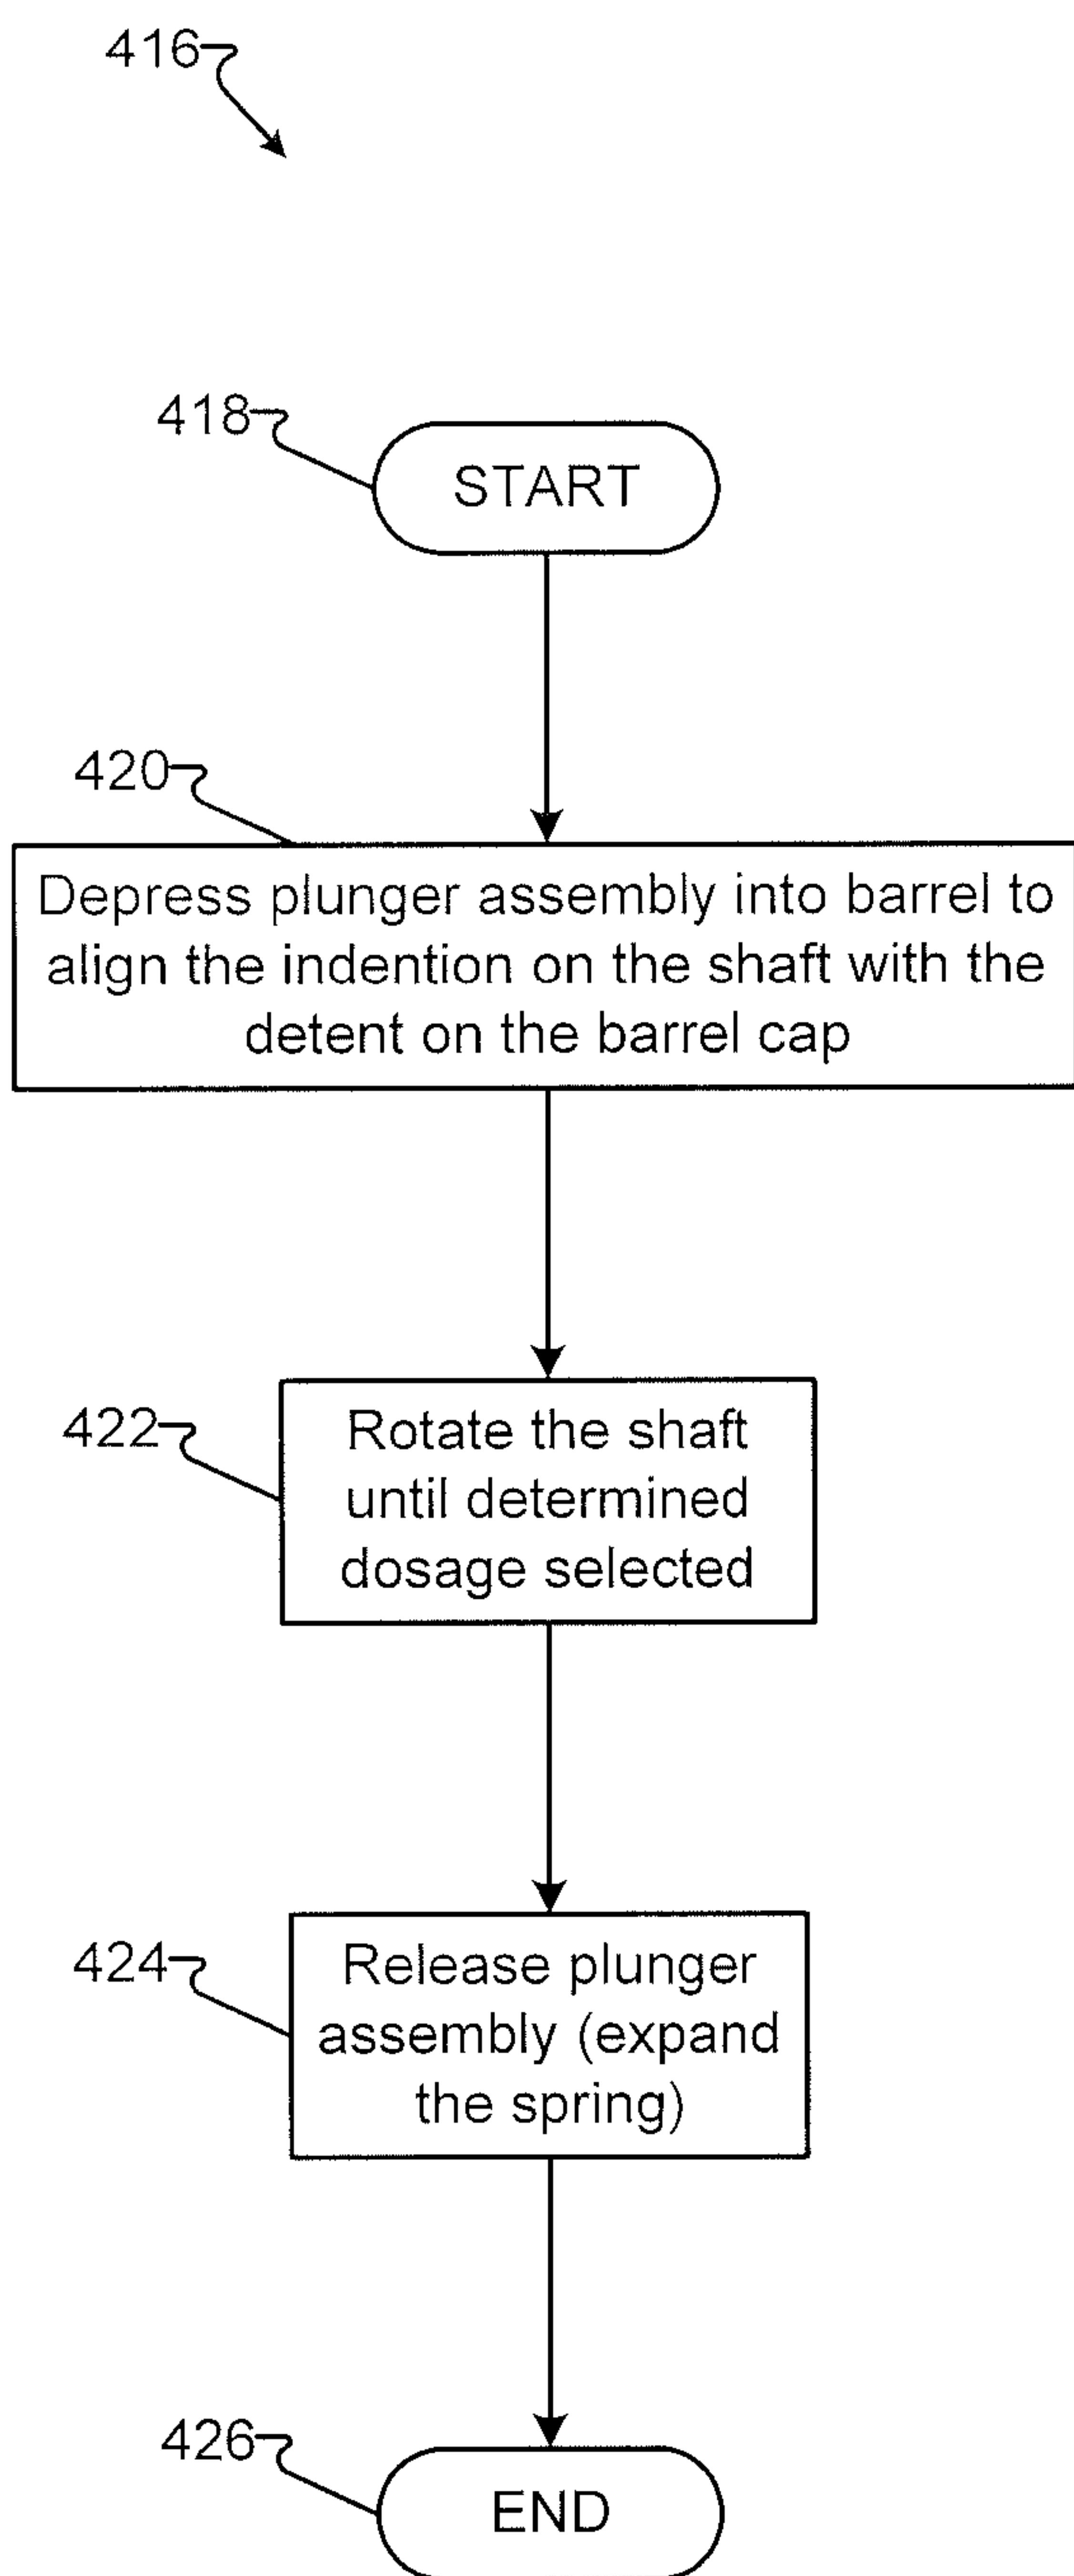 416
418
START
420
Depress plunger assembly into barrel to
align the indention on the shaft with the
detent on the barrel cap
422
Rotate the shaft
until determined
dosage selected
424
Release plunger
assembly (expand
the spring)
426
END